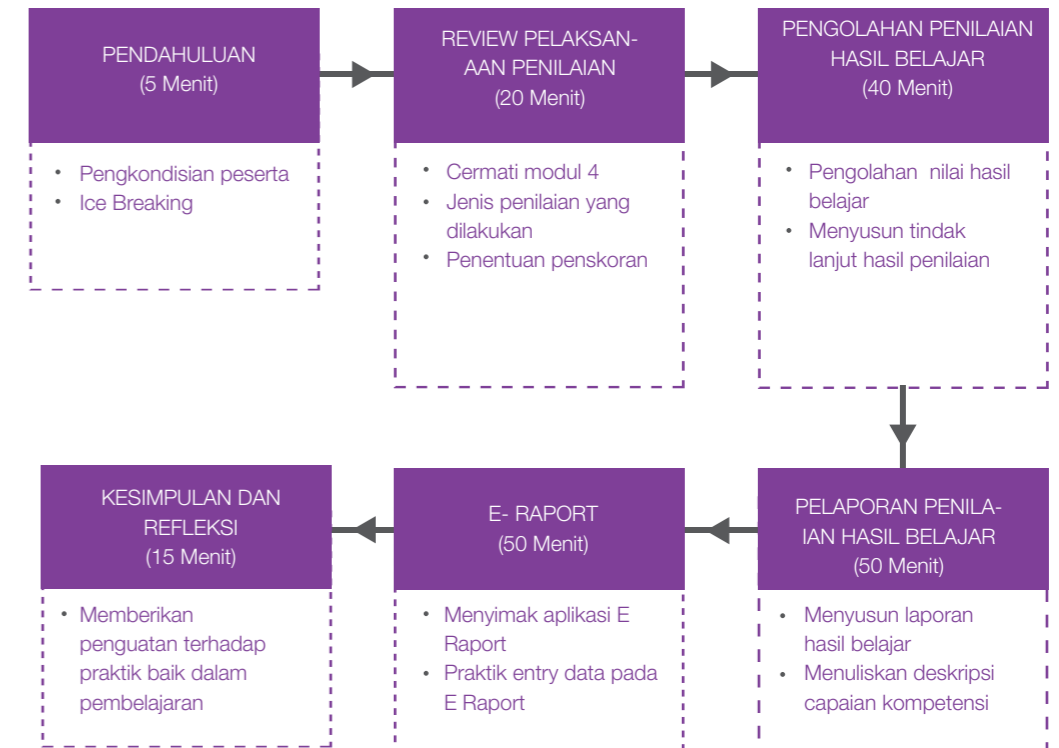 PENDAHULUAN
(5 Menit)
• Pengkondisian peserta
• Ice Breaking
REVIEW PELAKSAN-
AAN PENILAIAN
(20 Menit)
• Cermati modul 4
• Jenis penilaian yang
dilakukan
• Penentuan penskoran
PENGOLAHAN PENILAIAN
HASIL BELAJAR
(40 Menit)
• Pengolahan nilai hasil
belajar
• Menyusun tindak
lanjut hasil penilaian
PELAPORAN PENILA-
IAN HASIL BELAJAR
(50 Menit)
• Menyusun laporan
hasil belajar
• Menuliskan deskripsi
capaian kompetensi
E- RAPORT
(50 Menit)
• Menyimak aplikasi E
Raport
• Praktik entry data pada
E Raport
KESIMPULAN DAN
REFLEKSI
(15 Menit)
• Memberikan
penguatan terhadap
praktik baik dalam
pembelajaran